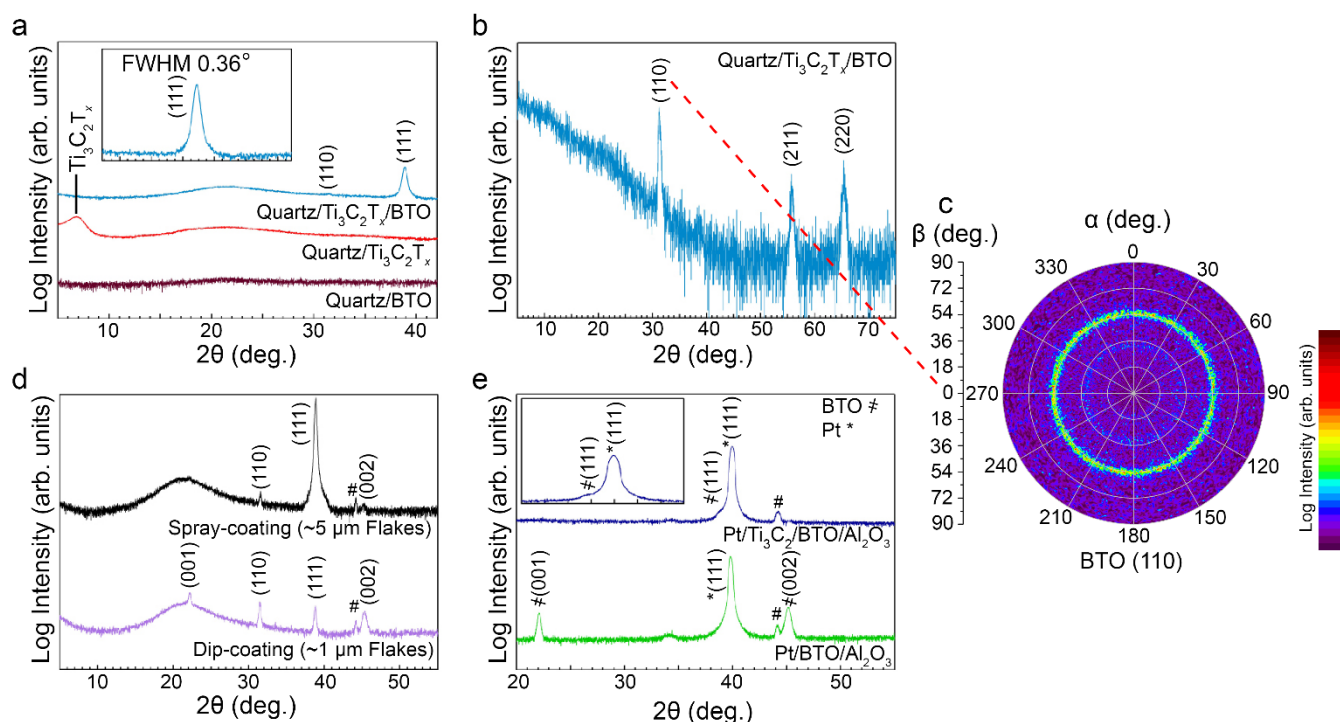 a
Log Intensity (arb. units)
FWHM 0.36°
(111)
Ti₃C₂Tₓ
(110)
(111)
Quartz/Ti₃C₂Tₓ/BTO
Quartz/Ti₃C₂Tₓ
Quartz/BTO
10 20 30 40
2θ (deg.)
b
Log Intensity (arb. units)
Quartz/Ti₃C₂Tₓ/BTO
(110)
(211)
(220)
10 20 30 40 50 60 70
2θ (deg.)
c
α (deg.)
β (deg.)
90
72
54
36
18
0
18
36
54
72
90
0
30
60
90
120
150
180
210
240
270
300
330
BTO (110)
Log Intensity (arb. units)
d
Log Intensity (arb. units)
(110)
(111)
#
(002)
Spray-coating (~5 µm Flakes)
(001)
(110)
(111)
#
(002)
Dip-coating (~1 µm Flakes)
10 20 30 40 50
2θ (deg.)
e
Log Intensity (arb. units)
BTO ҂
Pt *
҂(111)
*(111)
҂(111)
*(111)
#
Pt/Ti₃C₂/BTO/Al₂O₃
҂(001)
*(111)
#
҂(002)
Pt/BTO/Al₂O₃
20 30 40 50
2θ (deg.)